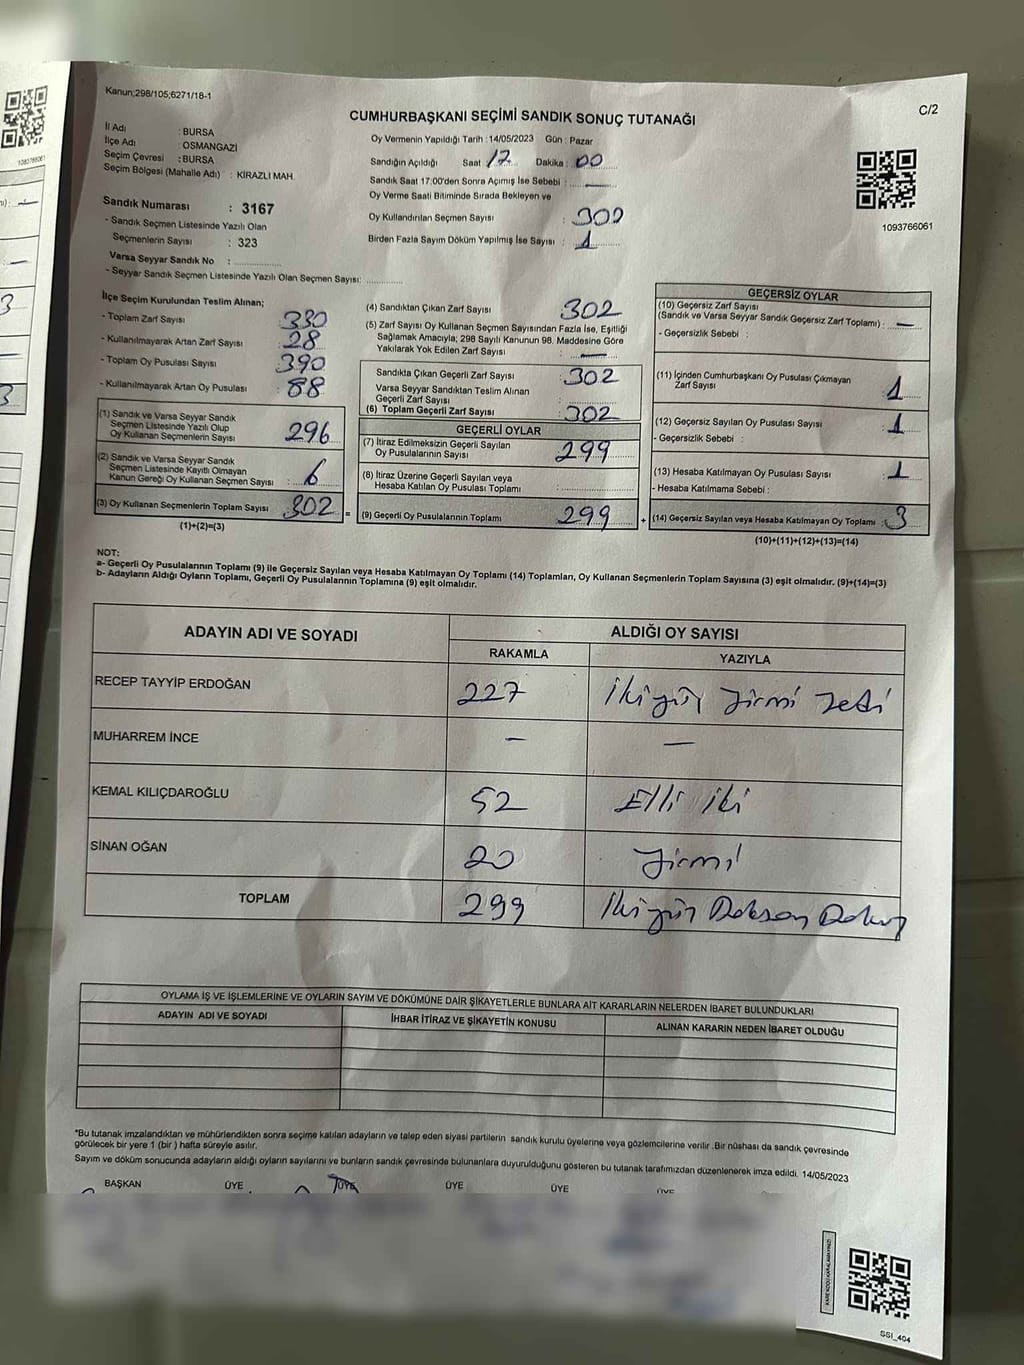 Kanun;298/105;6271/18-1
C/2
CUMHURBAŞKANI SEÇİMİ SANDIK SONUÇ TUTANAĞI
İl Adı : BURSA
İlçe Adı : OSMANGAZİ
Seçim Çevresi : BURSA
Seçim Bölgesi (Mahalle Adı) : KİRAZLI MAH.
Sandık Numarası : 3167
- Sandık Seçmen Listesinde Yazılı Olan
Seçmenlerin Sayısı : 323
Varsa Seyyar Sandık No :
- Seyyar Sandık Seçmen Listesinde Yazılı Olan Seçmen Sayısı:
Oy Vermenin Yapıldığı Tarih : 14/05/2023 Gün : Pazar
Sandığın Açıldığı Saat 17 Dakika : 00
Sandık Saat 17:00'den Sonra Açımış İse Sebebi : —
Oy Verme Saati Bitiminde Sırada Bekleyen ve
Oy Kullandırılan Seçmen Sayısı : 302
Birden Fazla Sayım Döküm Yapılmış İse Sayısı : 1
1093766061
İlçe Seçim Kurulundan Teslim Alınan;
- Toplam Zarf Sayısı 330
- Kullanılmayarak Artan Zarf Sayısı 28
- Toplam Oy Pusulası Sayısı 390
- Kullanılmayarak Artan Oy Pusulası : 88
(1) Sandık ve Varsa Seyyar Sandık
Seçmen Listesinde Yazılı Olup
Oy Kullanan Seçmenlerin Sayısı : 296
(2) Sandık ve Varsa Seyyar Sandık
Seçmen Listesinde Kayıtlı Olmayan
Kanun Gereği Oy Kullanan Seçmen Sayısı : 6
(3) Oy Kullanan Seçmenlerin Toplam Sayısı : 302
(1)+(2)=(3)
(4) Sandıktan Çıkan Zarf Sayısı 302
(5) Zarf Sayısı Oy Kullanan Seçmen Sayısından Fazla İse, Eşitliği
Sağlamak Amacıyla; 298 Sayılı Kanunun 98. Maddesine Göre
Yakılarak Yok Edilen Zarf Sayısı : —
Sandıkta Çıkan Geçerli Zarf Sayısı : 302
Varsa Seyyar Sandıktan Teslim Alınan
Geçerli Zarf Sayısı :
(6) Toplam Geçerli Zarf Sayısı : 302
GEÇERLİ OYLAR
(7) İtiraz Edilmeksizin Geçerli Sayılan
Oy Pusulalarının Sayısı : 299
(8) İtiraz Üzerine Geçerli Sayılan veya
Hesaba Katılan Oy Pusulası Toplamı :
= (9) Geçerli Oy Pusulalarının Toplamı 299
GEÇERSİZ OYLAR
(10) Geçersiz Zarf Sayısı
(Sandık ve Varsa Seyyar Sandık Geçersiz Zarf Toplamı) : —
- Geçersizlik Sebebi :
(11) İçinden Cumhurbaşkanı Oy Pusulası Çıkmayan
Zarf Sayısı : 1
(12) Geçersiz Sayılan Oy Pusulası Sayısı : 1
- Geçersizlik Sebebi :
(13) Hesaba Katılmayan Oy Pusulası Sayısı : 1
- Hesaba Katılmama Sebebi :
+ (14) Geçersiz Sayılan veya Hesaba Katılmayan Oy Toplamı : 3
(10)+(11)+(12)+(13)=(14)
NOT:
a- Geçerli Oy Pusulalarının Toplamı (9) ile Geçersiz Sayılan veya Hesaba Katılmayan Oy Toplamı (14) Toplamları, Oy Kullanan Seçmenlerin Toplam Sayısına (3) eşit olmalıdır. (9)+(14)=(3)
b- Adayların Aldığı Oyların Toplamı, Geçerli Oy Pusulalarının Toplamına (9) eşit olmalıdır.
ADAYIN ADI VE SOYADI ALDIĞI OY SAYISI
RAKAMLA YAZIYLA
RECEP TAYYİP ERDOĞAN 227 İkiyüz Yirmi Yedi
MUHARREM İNCE — —
KEMAL KILIÇDAROĞLU 52 Elli iki
SİNAN OĞAN 20 Yirmi
TOPLAM 299 İkiyüz Doksan Dokuz
OYLAMA İŞ VE İŞLEMLERİNE VE OYLARIN SAYIM VE DÖKÜMÜNE DAİR ŞİKAYETLERLE BUNLARA AİT KARARLARIN NELERDEN İBARET BULUNDUKLARI
ADAYIN ADI VE SOYADI İHBAR İTİRAZ VE ŞİKAYETİN KONUSU ALINAN KARARIN NEDEN İBARET OLDUĞU
*Bu tutanak imzalandıktan ve mühürlendikten sonra seçime katılan adayların ve talep eden siyasi partilerin sandık kurulu üyelerine veya gözlemcilerine verilir .Bir nüshası da sandık çevresinde
görülecek bir yere 1 (bir ) hafta süreyle asılır.
Sayım ve döküm sonucunda adayların aldığı oyların sayılarını ve bunların sandık çevresinde bulunanlara duyurulduğunu gösteren bu tutanak tarafımızdan düzenlenerek imza edildi. 14/05/2023
BAŞKAN ÜYE ÜYE ÜYE ÜYE ÜYE
SSİ_404